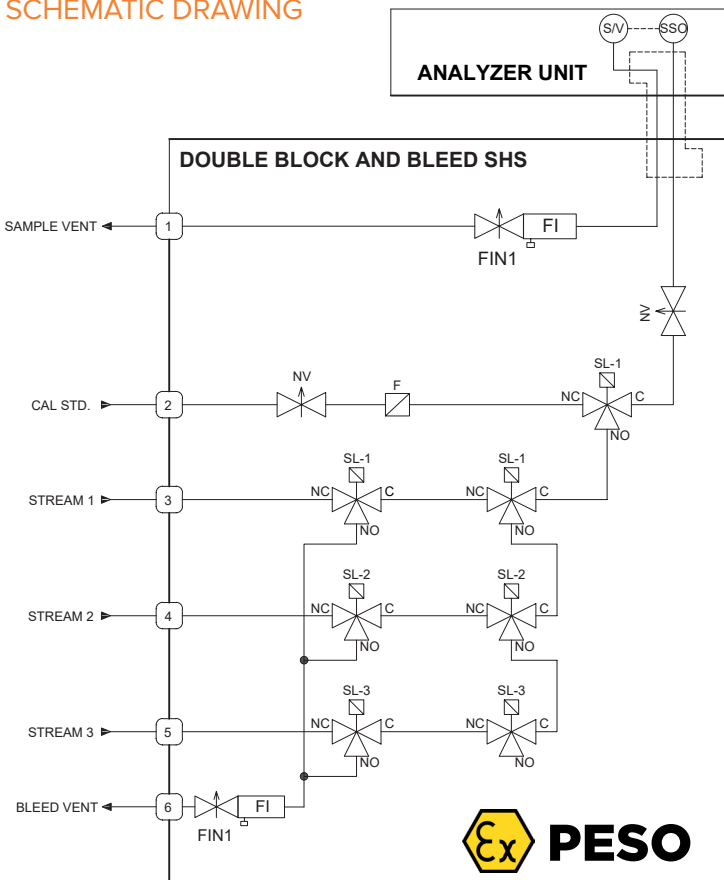 SCHEMATIC DRAWING
S/V
SSO
ANALYZER UNIT
DOUBLE BLOCK AND BLEED SHS
SAMPLE VENT
1
FI
FIN1
NV
SL-1
CAL STD.
2
NV
F
NC
C
NO
SL-1
SL-1
STREAM 1
3
NC
C
NC
C
NO
NO
SL-2
SL-2
STREAM 2
4
NC
C
NC
C
NO
NO
SL-3
SL-3
STREAM 3
5
NC
C
NC
C
NO
NO
BLEED VENT
6
FI
FIN1
Ex PESO